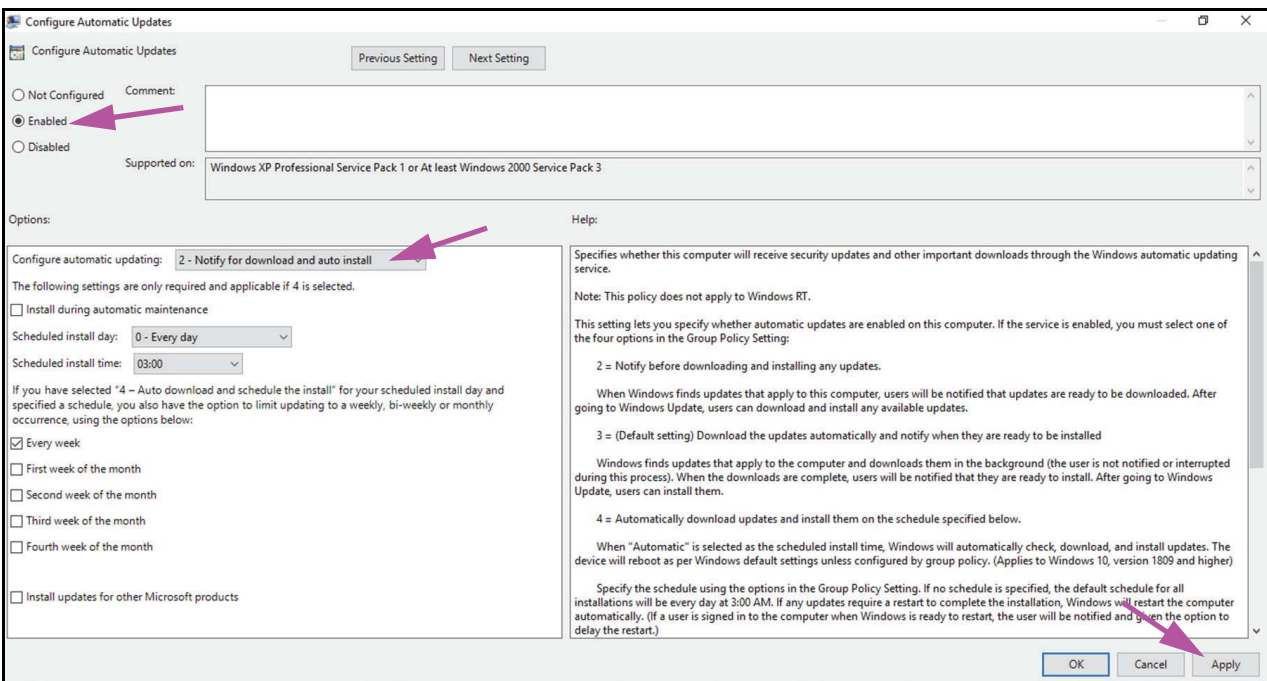 Configure Automatic Updates
Configure Automatic Updates
Previous Setting
Next Setting
Not Configured
Comment:
Enabled
Disabled
Supported on:
Windows XP Professional Service Pack 1 or At least Windows 2000 Service Pack 3
Options:
Help:
Configure automatic updating:
2 - Notify for download and auto install
The following settings are only required and applicable if 4 is selected.
Install during automatic maintenance
Scheduled install day:
0 - Every day
Scheduled install time:
03:00
If you have selected "4 – Auto download and schedule the install" for your scheduled install day and
specified a schedule, you also have the option to limit updating to a weekly, bi-weekly or monthly
occurrence, using the options below:
Every week
First week of the month
Second week of the month
Third week of the month
Fourth week of the month
Install updates for other Microsoft products
Specifies whether this computer will receive security updates and other important downloads through the Windows automatic updating
service.
Note: This policy does not apply to Windows RT.
This setting lets you specify whether automatic updates are enabled on this computer. If the service is enabled, you must select one of
the four options in the Group Policy Setting:
2 = Notify before downloading and installing any updates.
When Windows finds updates that apply to this computer, users will be notified that updates are ready to be downloaded. After
going to Windows Update, users can download and install any available updates.
3 = (Default setting) Download the updates automatically and notify when they are ready to be installed
Windows finds updates that apply to the computer and downloads them in the background (the user is not notified or interrupted
during this process). When the downloads are complete, users will be notified that they are ready to install. After going to Windows
Update, users can install them.
4 = Automatically download updates and install them on the schedule specified below.
When "Automatic" is selected as the scheduled install time, Windows will automatically check, download, and install updates. The
device will reboot as per Windows default settings unless configured by group policy. (Applies to Windows 10, version 1809 and higher)
Specify the schedule using the options in the Group Policy Setting. If no schedule is specified, the default schedule for all
installations will be every day at 3:00 AM. If any updates require a restart to complete the installation, Windows will restart the computer
automatically. (If a user is signed in to the computer when Windows is ready to restart, the user will be notified and given the option to
delay the restart.)
OK
Cancel
Apply